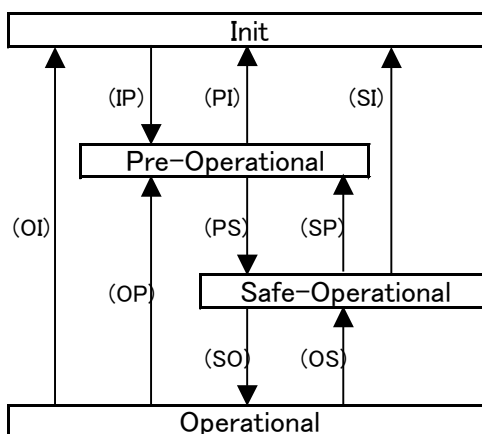 Init
(IP) (PI) (SI)
Pre-Operational
(OI) (PS) (SP)
Safe-Operational
(OP)
(SO) (OS)
Operational